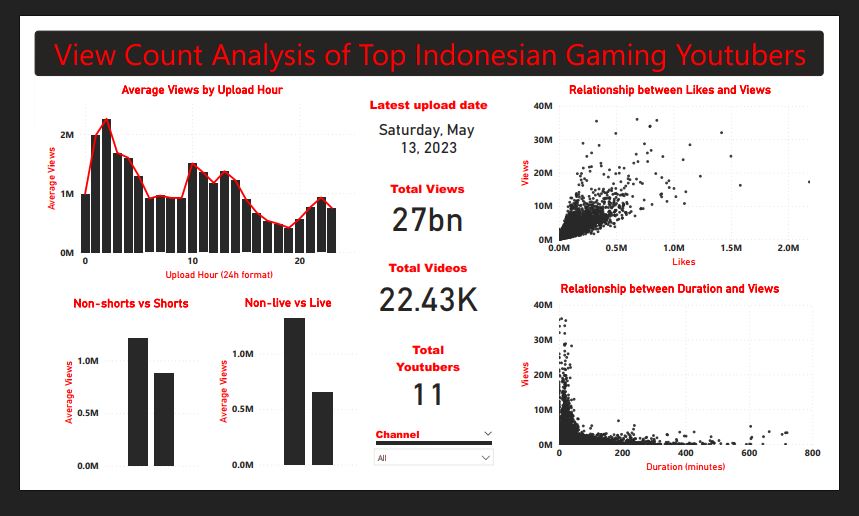 View Count Analysis of Top Indonesian Gaming Youtubers
Average Views by Upload Hour
Average Views
2M
1M
0M
0
10
20
Upload Hour (24h format)
Non-shorts vs Shorts
Average Views
1.0M
0.5M
0.0M
Non-live vs Live
Average Views
1.0M
0.5M
0.0M
Latest upload date
Saturday, May
13, 2023
Total Views
27bn
Total Videos
22.43K
Total
Youtubers
11
Channel
All
Relationship between Likes and Views
Views
40M
30M
20M
10M
0M
0.0M
0.5M
1.0M
1.5M
2.0M
Likes
Relationship between Duration and Views
Views
40M
30M
20M
10M
0M
0
200
400
600
800
Duration (minutes)